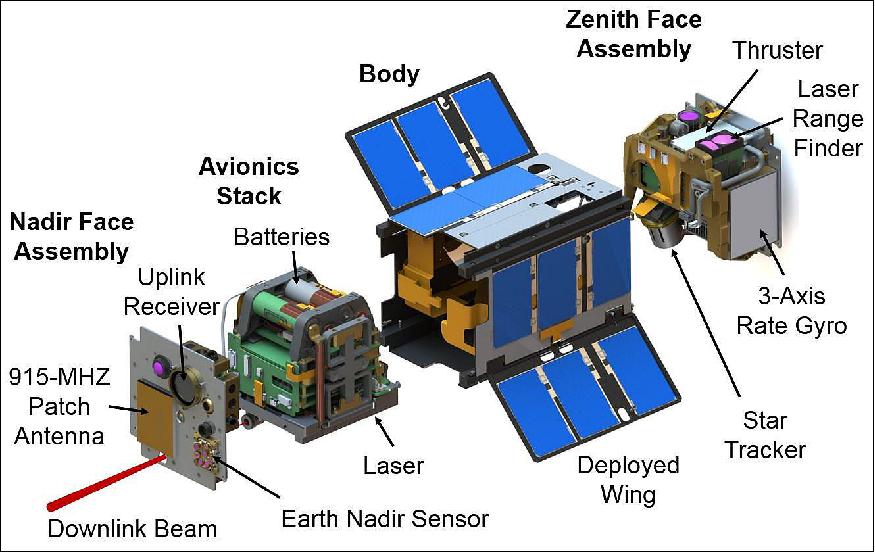 Zenith Face
Assembly
Thruster
Laser
Range
Finder
Body
Avionics
Stack
Batteries
Nadir Face
Assembly
Uplink
Receiver
915-MHZ
Patch
Antenna
3-Axis
Rate Gyro
Star
Tracker
Laser
Deployed
Wing
Earth Nadir Sensor
Downlink Beam